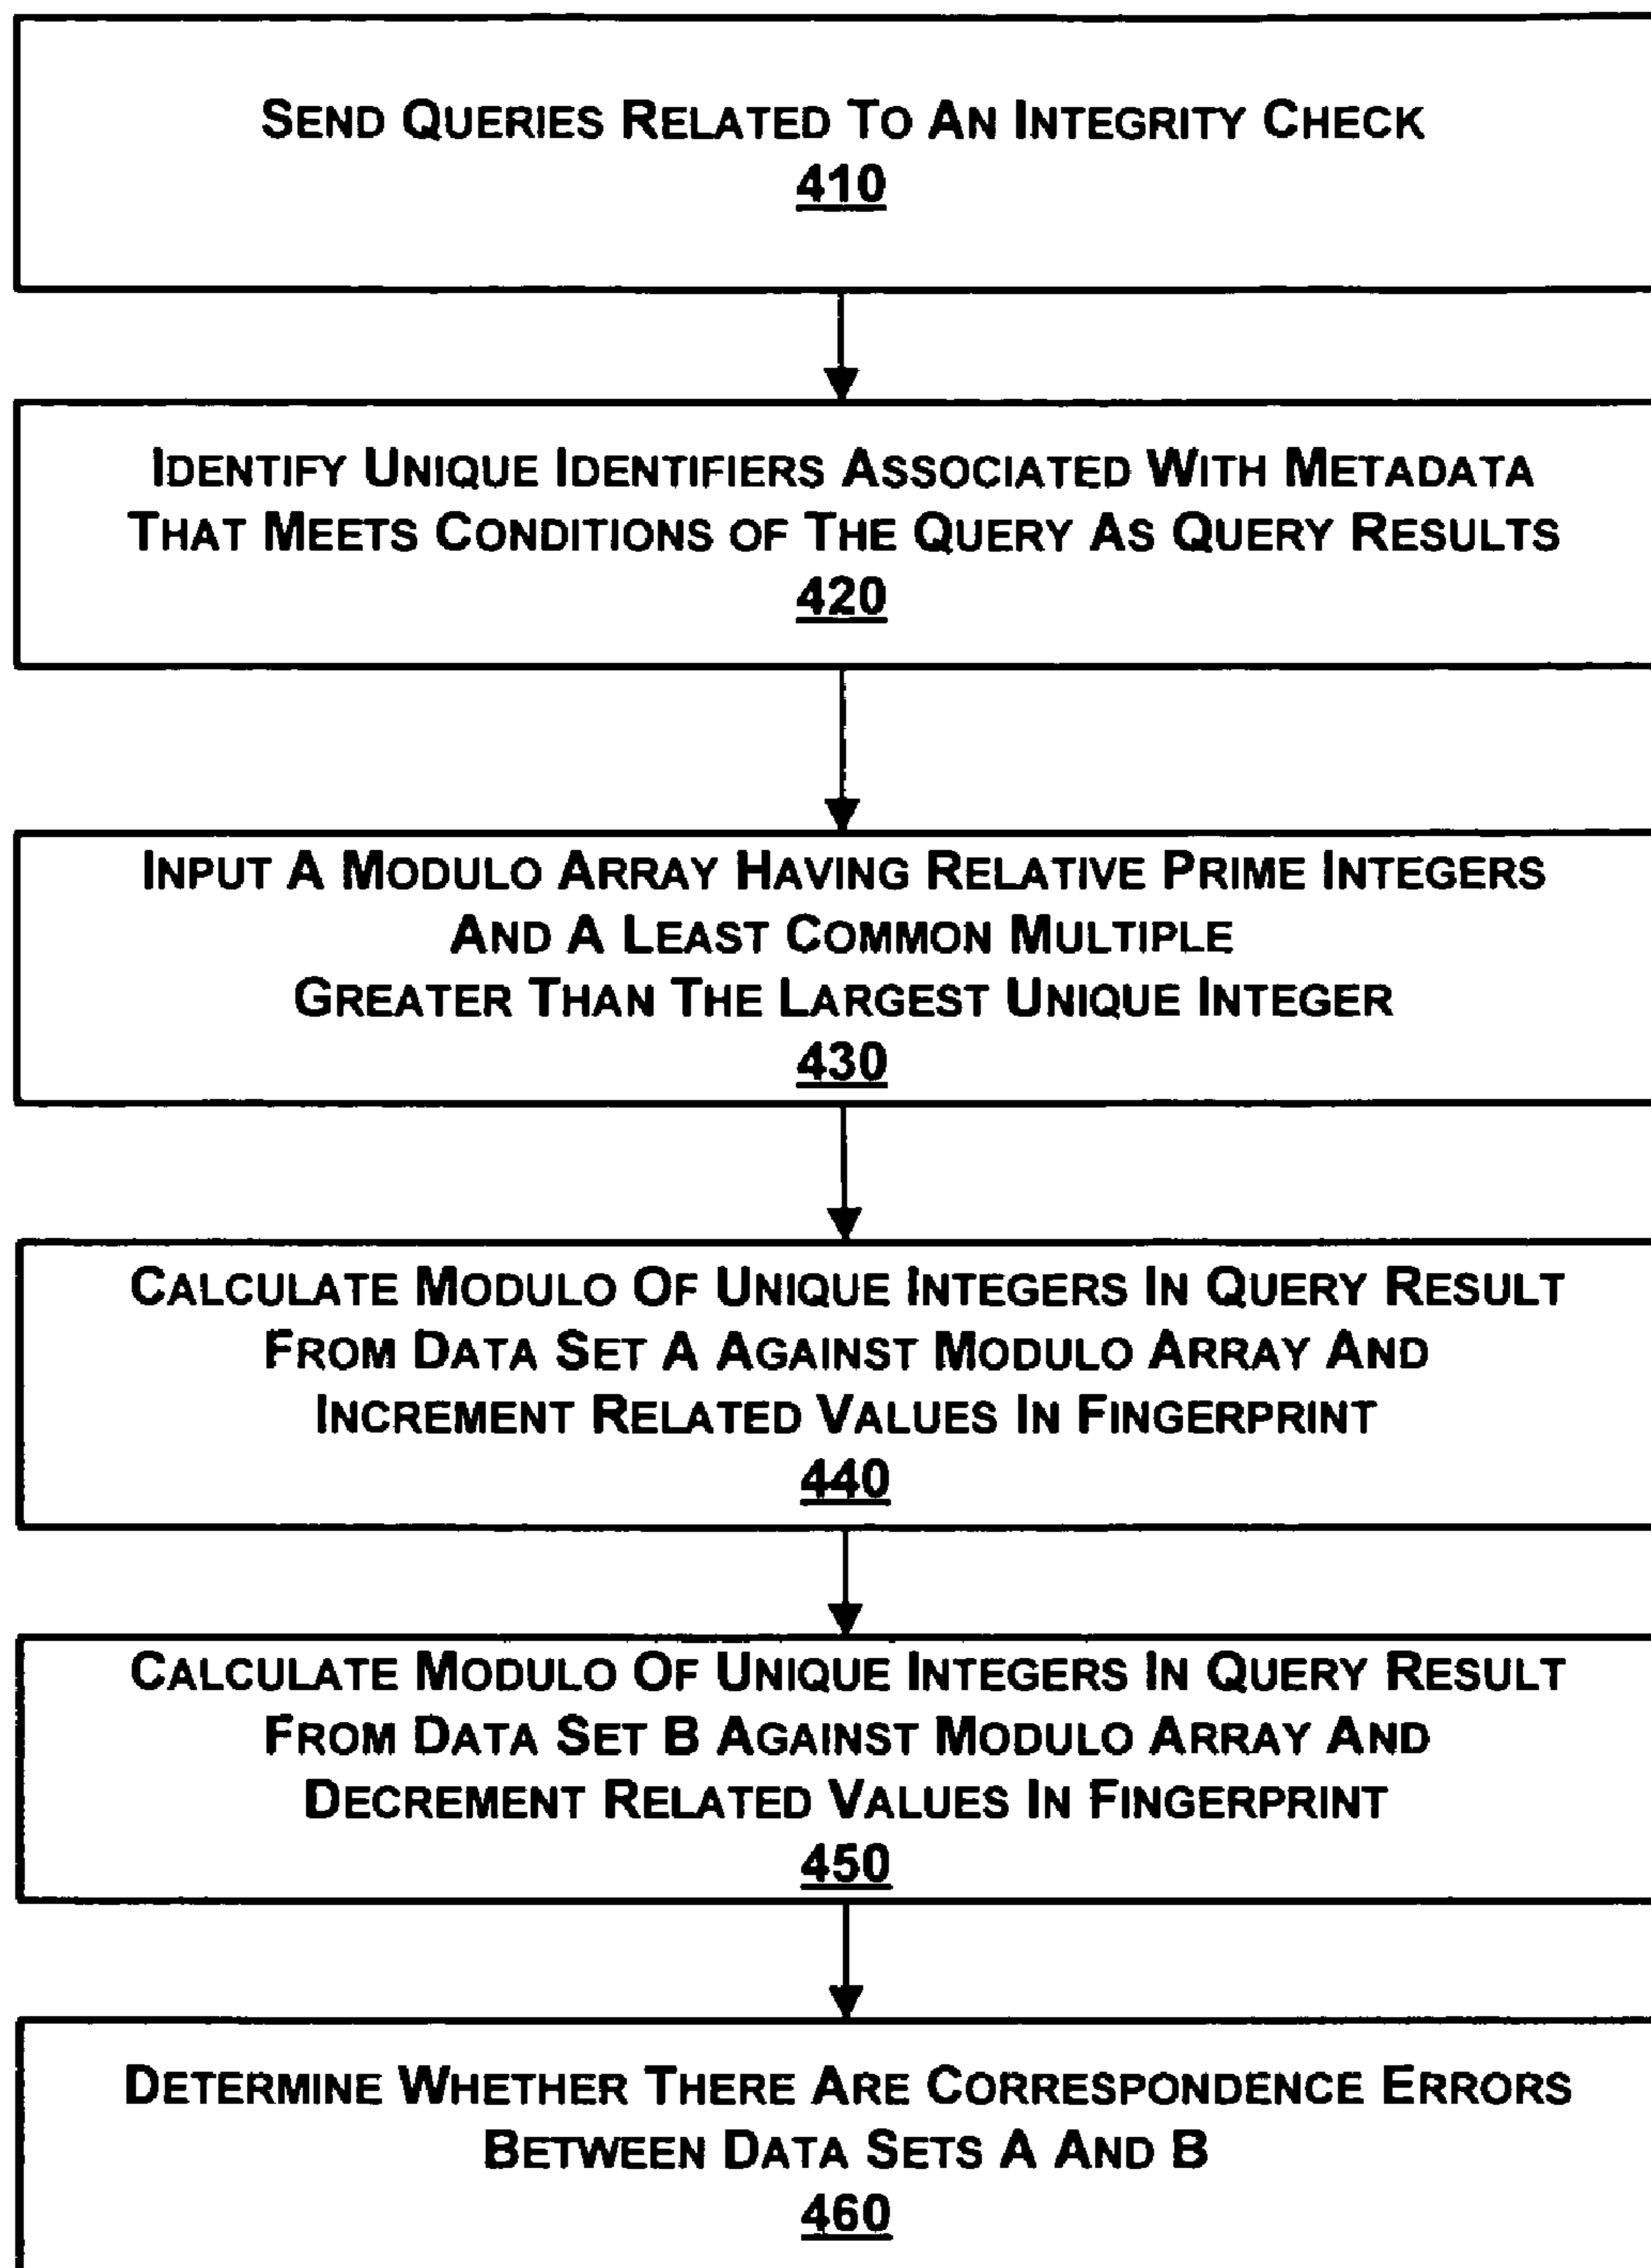 SEND QUERIES RELATED TO AN INTEGRITY CHECK
410
IDENTIFY UNIQUE IDENTIFIERS ASSOCIATED WITH METADATA
THAT MEETS CONDITIONS OF THE QUERY AS QUERY RESULTS
420
INPUT A MODULO ARRAY HAVING RELATIVE PRIME INTEGERS
AND A LEAST COMMON MULTIPLE
GREATER THAN THE LARGEST UNIQUE INTEGER
430
CALCULATE MODULO OF UNIQUE INTEGERS IN QUERY RESULT
FROM DATA SET A AGAINST MODULO ARRAY AND
INCREMENT RELATED VALUES IN FINGERPRINT
440
CALCULATE MODULO OF UNIQUE INTEGERS IN QUERY RESULT
FROM DATA SET B AGAINST MODULO ARRAY AND
DECREMENT RELATED VALUES IN FINGERPRINT
450
DETERMINE WHETHER THERE ARE CORRESPONDENCE ERRORS
BETWEEN DATA SETS A AND B
460